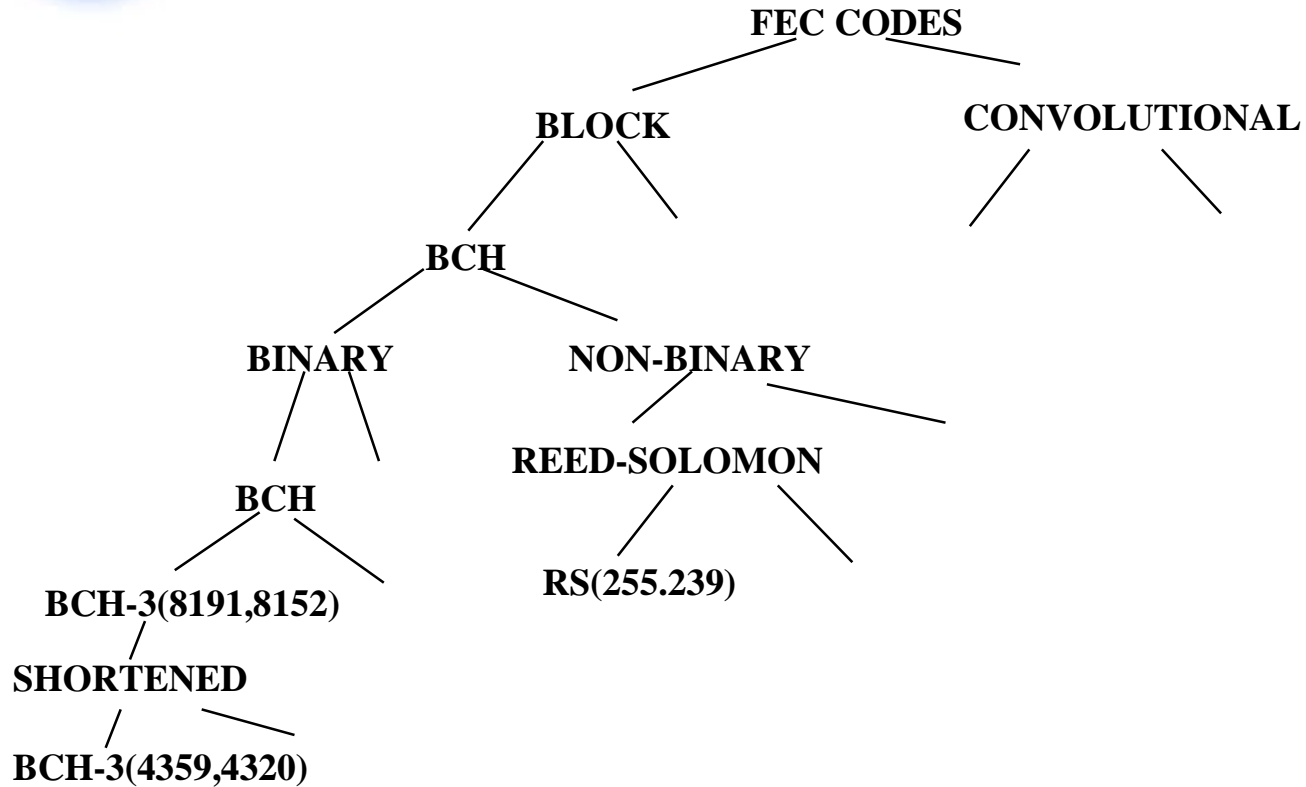 FEC CODES
BLOCK
CONVOLUTIONAL
BCH
BINARY
NON-BINARY
REED-SOLOMON
BCH
RS(255.239)
BCH-3(8191,8152)
SHORTENED
BCH-3(4359,4320)